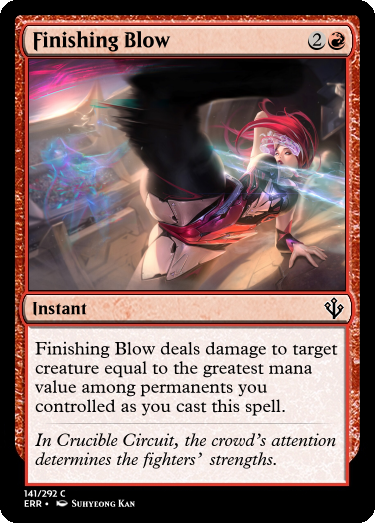 Finishing Blow 2
Instant
Finishing Blow deals damage to target
creature equal to the greatest mana
value among permanents you
controlled as you cast this spell.
In Crucible Circuit, the crowd's attention
determines the fighters' strengths.
141/292 C
ERR • Suhyeong Kan